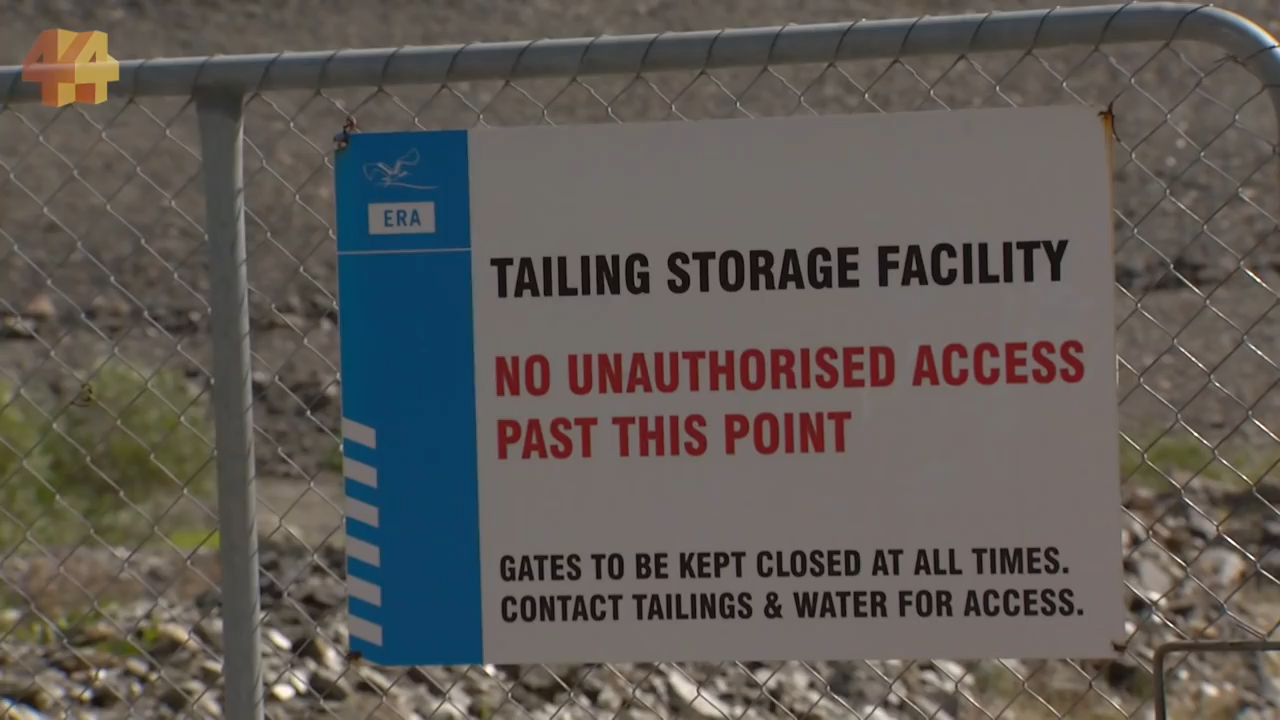 44
ERA
TAILING STORAGE FACILITY
NO UNAUTHORISED ACCESS
PAST THIS POINT
GATES TO BE KEPT CLOSED AT ALL TIMES.
CONTACT TAILINGS & WATER FOR ACCESS.